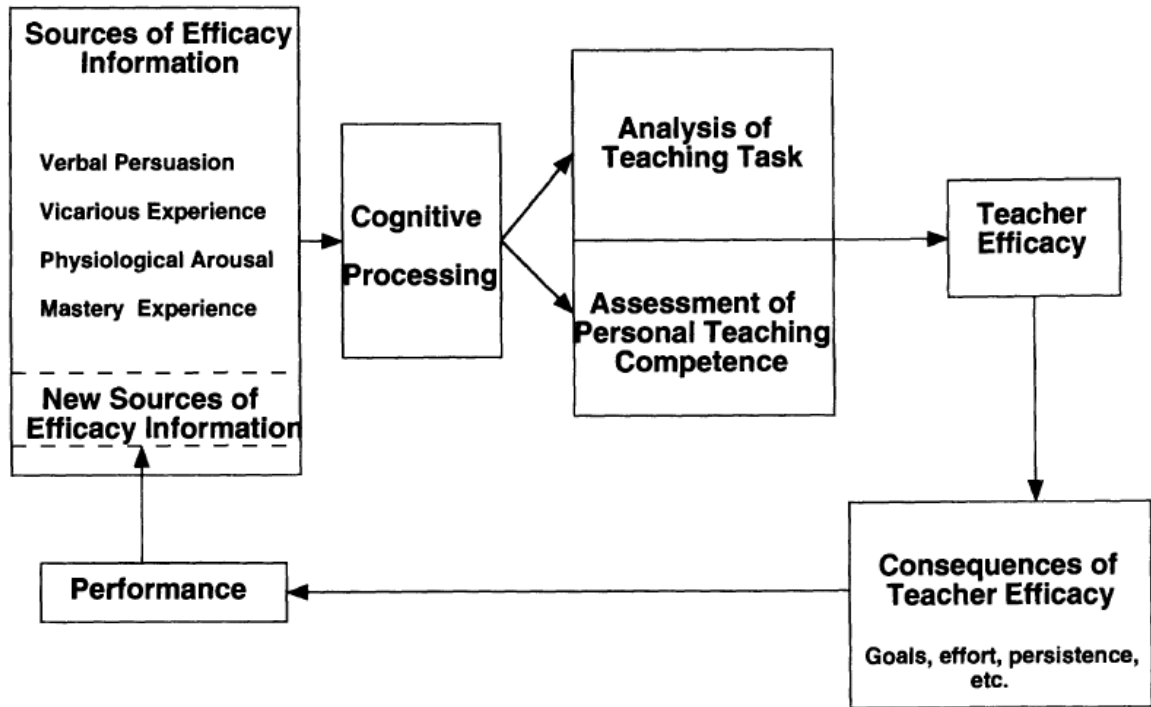 Sources of Efficacy
Information
Verbal Persuasion
Vicarious Experience
Physiological Arousal
Mastery Experience
New Sources of
Efficacy Information
Cognitive
Processing
Analysis of
Teaching Task
Assessment of
Personal Teaching
Competence
Teacher
Efficacy
Consequences of
Teacher Efficacy
Goals, effort, persistence,
etc.
Performance